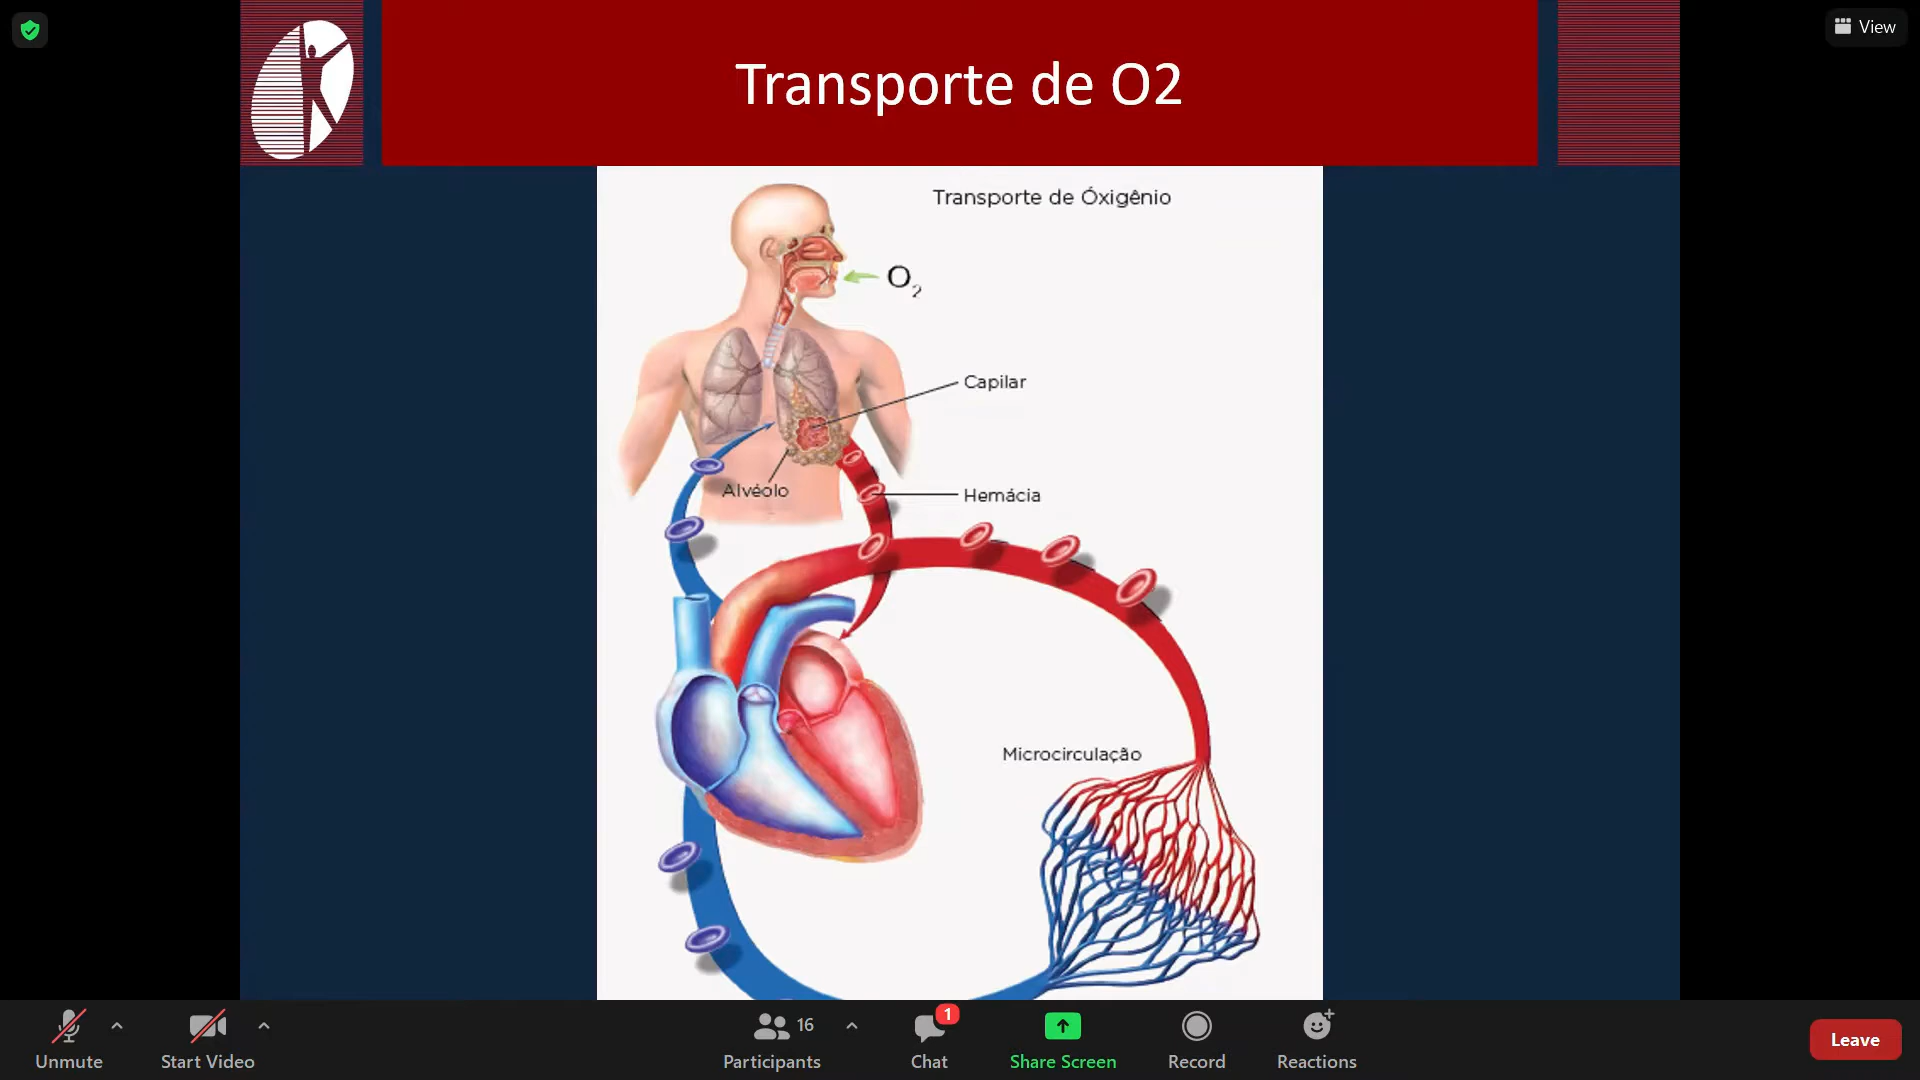 View
Transporte de O2
Transporte de Óxigênio
O2
Capilar
Alvéolo
Hemácia
Microcirculação
Unmute
Start Video
16
Participants
1
Chat
Share Screen
Record
Reactions
Leave